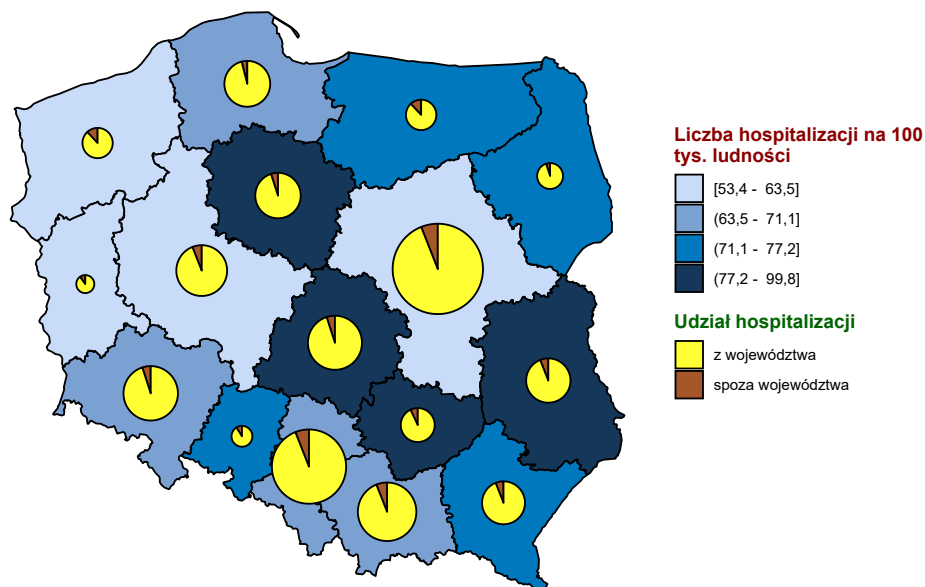 Liczba hospitalizacji na 100
tys. ludności
[53,4 - 63,5]
(63,5 - 71,1]
(71,1 - 77,2]
(77,2 - 99,8]
Udział hospitalizacji
z województwa
spoza województwa